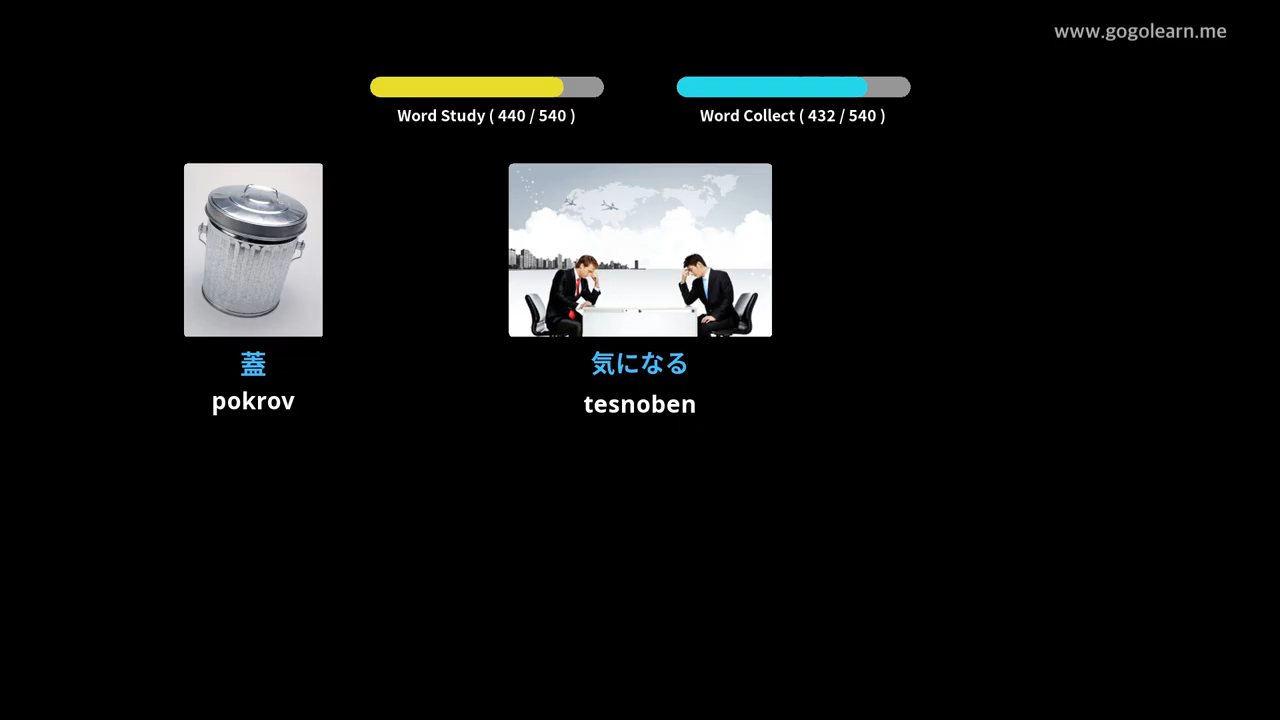 www.gogolearn.me
Word Study ( 440 / 540 )
Word Collect ( 432 / 540 )
蓋
pokrov
気になる
tesnoben